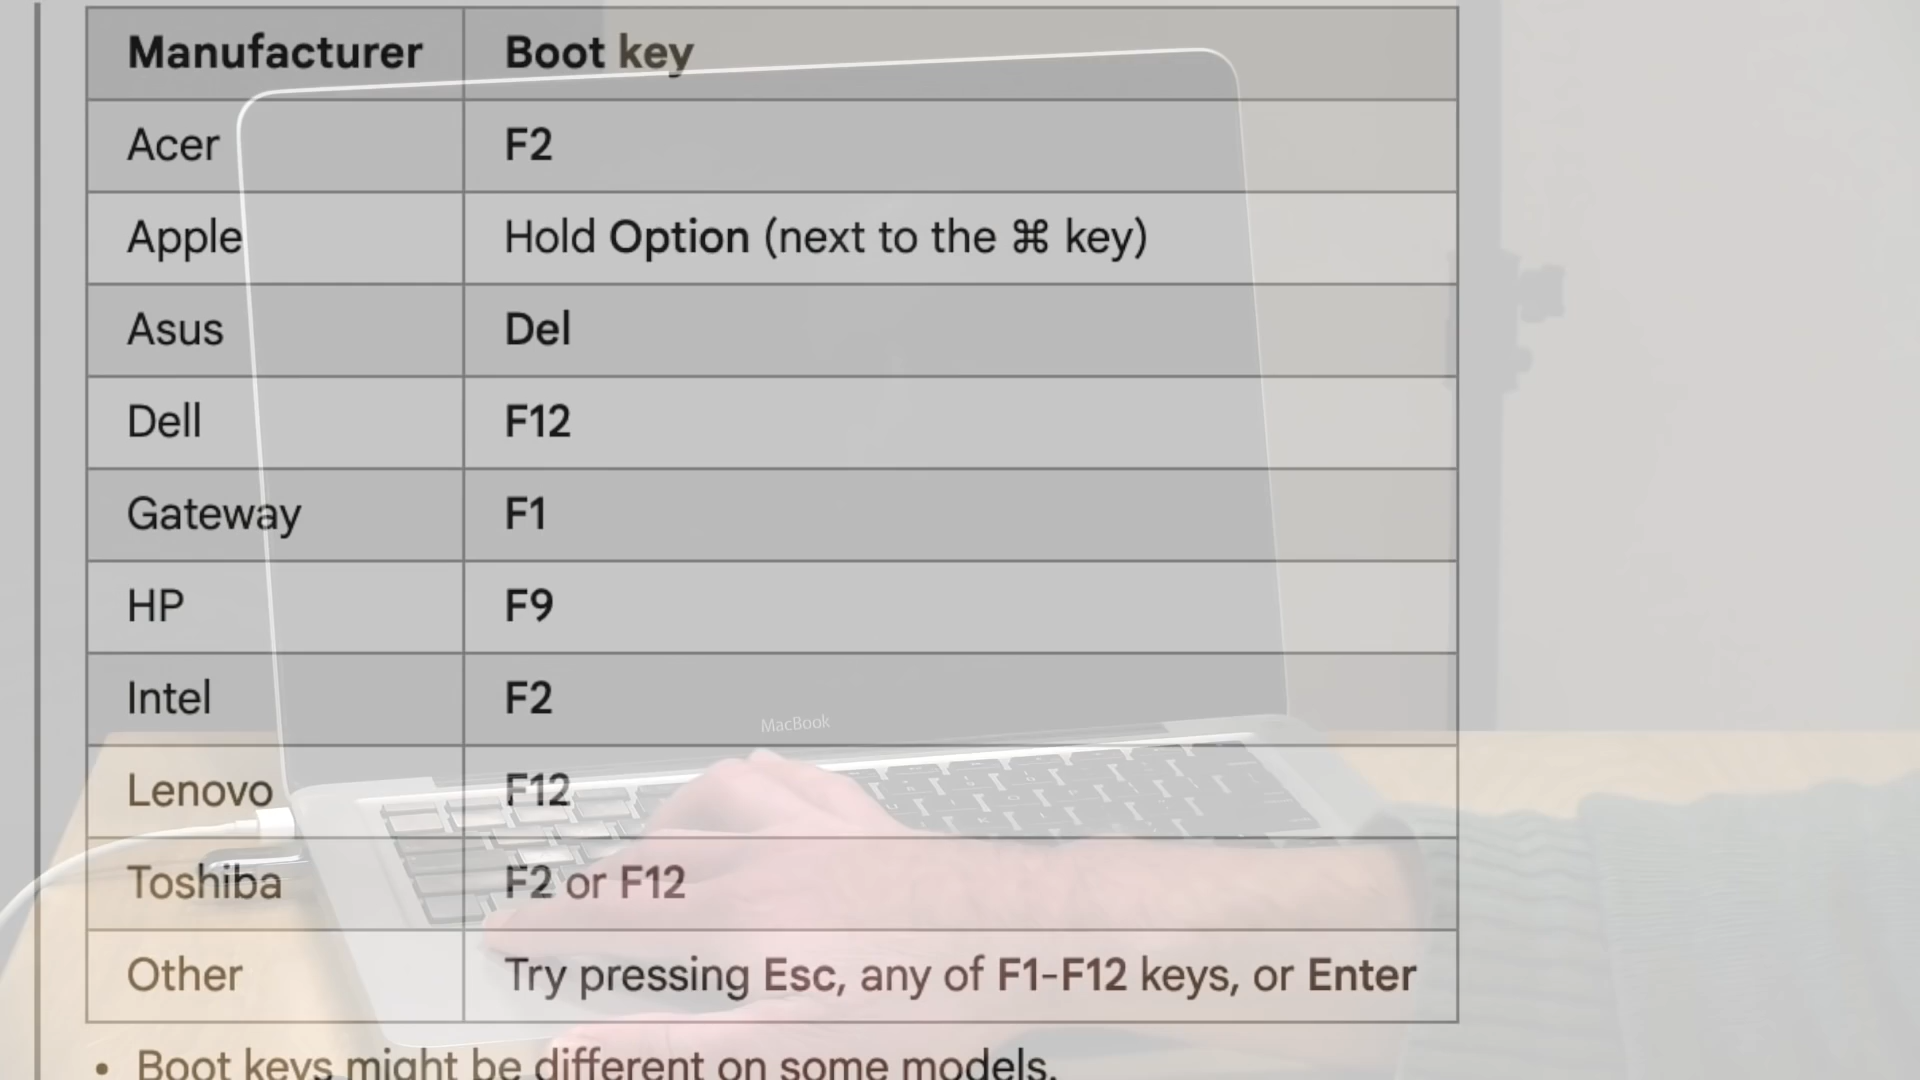 Manufacturer Boot key
Acer F2
Apple Hold Option (next to the ⌘ key)
Asus Del
Dell F12
Gateway F1
HP F9
Intel F2
MacBook
Lenovo F12
Toshiba F2 or F12
Other Try pressing Esc, any of F1-F12 keys, or Enter
• Boot keys might be different on some models.